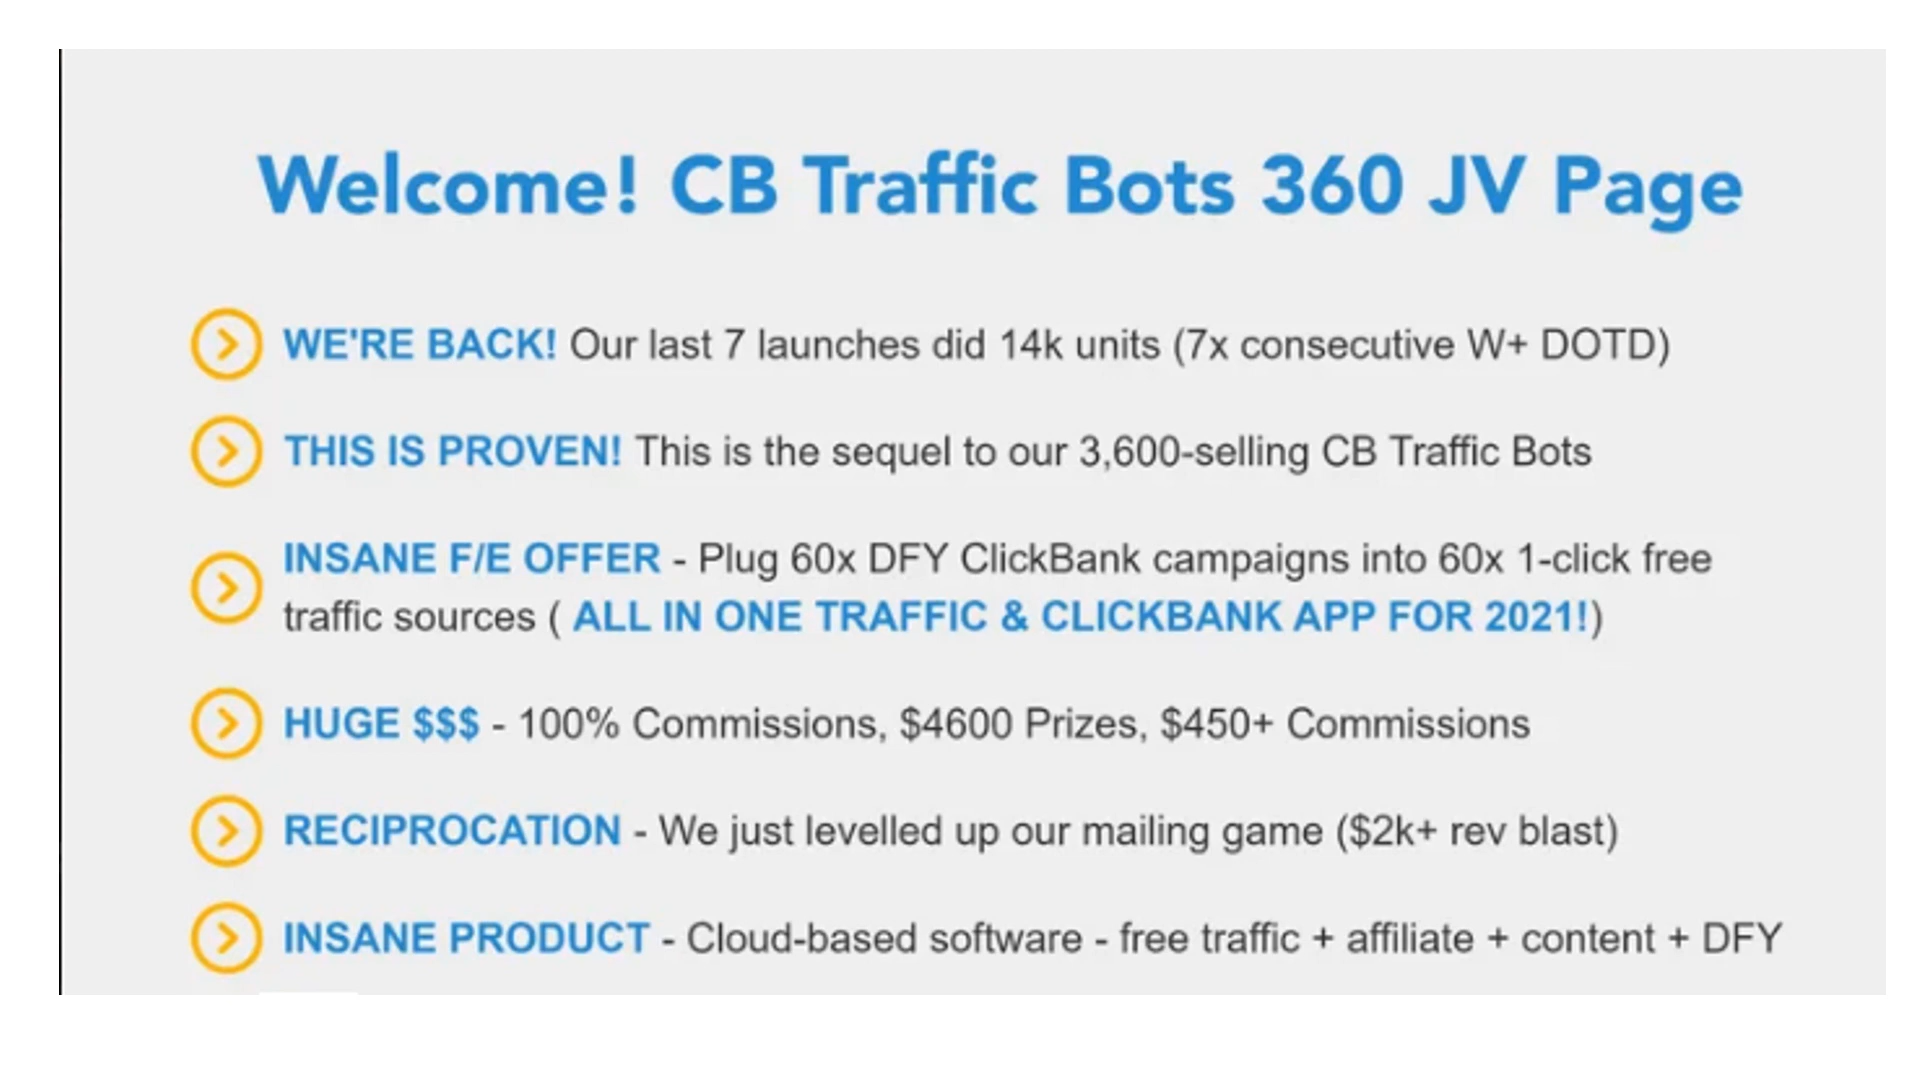 Welcome! CB Traffic Bots 360 JV Page
WE'RE BACK! Our last 7 launches did 14k units (7x consecutive W+ DOTD)
THIS IS PROVEN! This is the sequel to our 3,600-selling CB Traffic Bots
INSANE F/E OFFER - Plug 60x DFY ClickBank campaigns into 60x 1-click free
traffic sources ( ALL IN ONE TRAFFIC & CLICKBANK APP FOR 2021!)
HUGE $$$ - 100% Commissions, $4600 Prizes, $450+ Commissions
RECIPROCATION - We just levelled up our mailing game ($2k+ rev blast)
INSANE PRODUCT - Cloud-based software - free traffic + affiliate + content + DFY